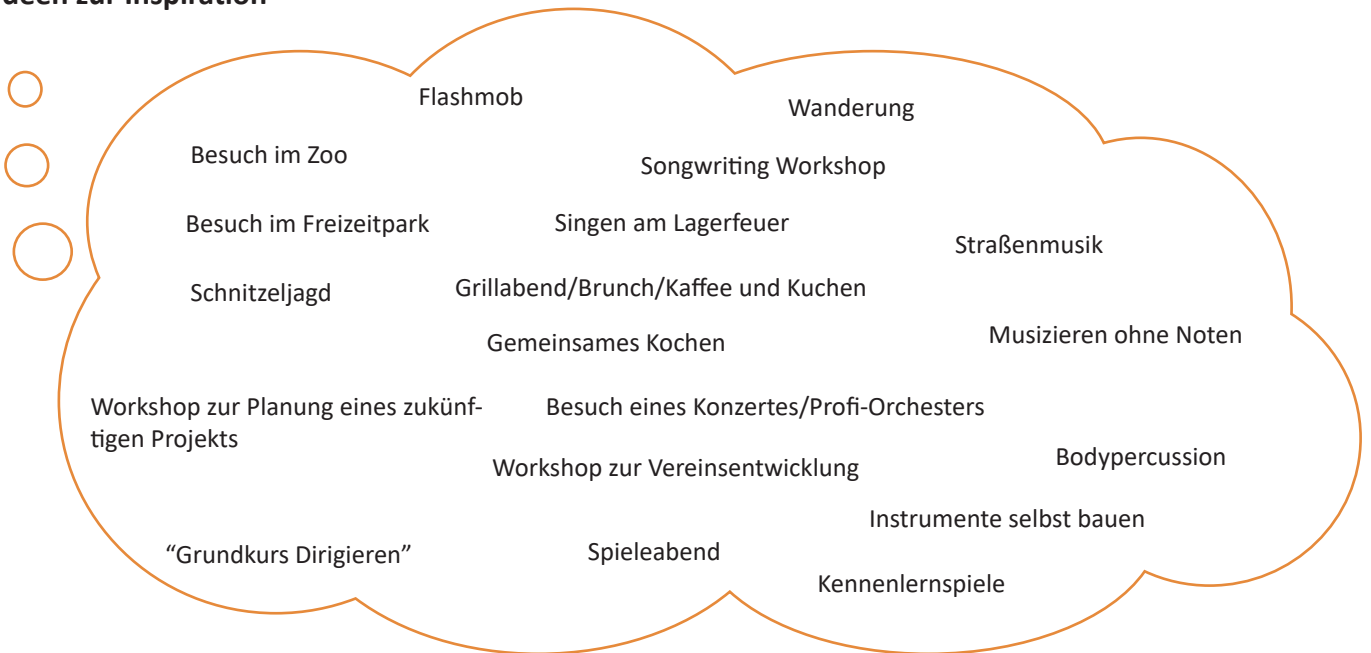 Ideen zur Inspiration
Flashmob
Wanderung
Besuch im Zoo
Songwriting Workshop
Besuch im Freizeitpark
Singen am Lagerfeuer
Straßenmusik
Schnitzeljagd
Grillabend/Brunch/Kaffee und Kuchen
Musizieren ohne Noten
Gemeinsames Kochen
Workshop zur Planung eines zukünf-
tigen Projekts
Besuch eines Konzertes/Profi-Orchesters
Workshop zur Vereinsentwicklung
Bodypercussion
Instrumente selbst bauen
“Grundkurs Dirigieren”
Spieleabend
Kennenlernspiele